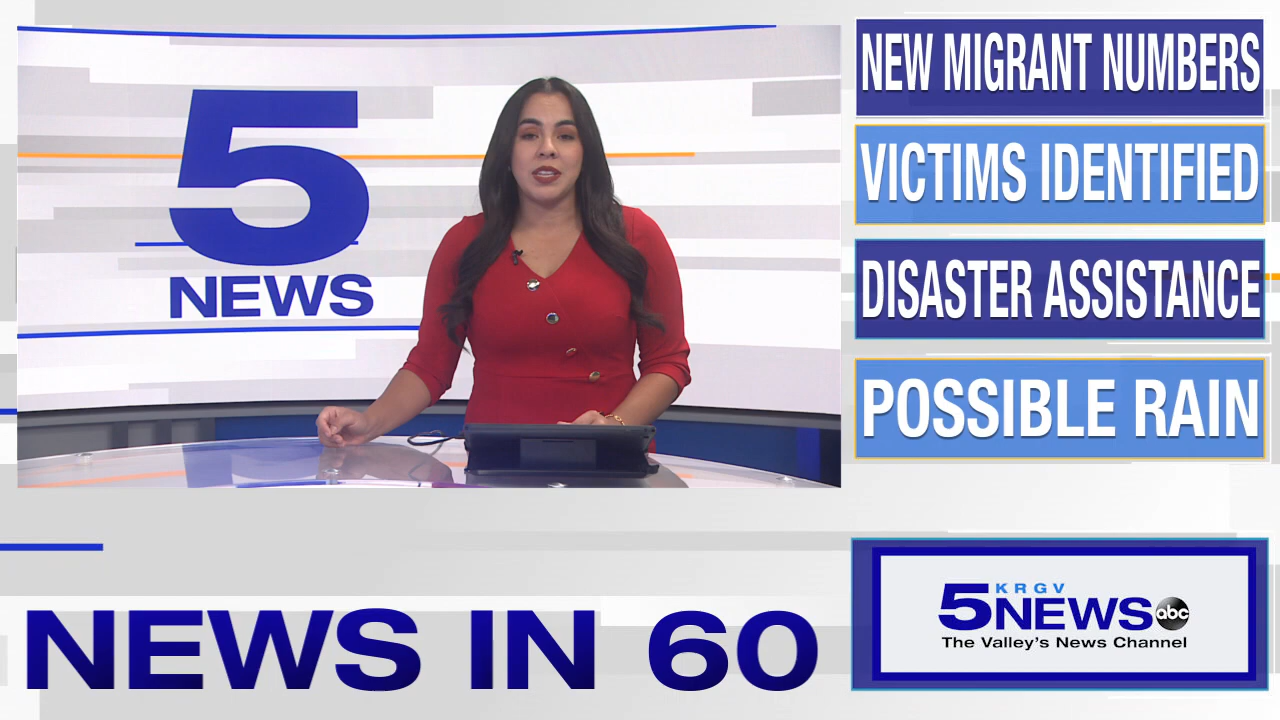 5
NEWS
NEW MIGRANT NUMBERS
VICTIMS IDENTIFIED
DISASTER ASSISTANCE
POSSIBLE RAIN
NEWS IN 60
KRGV
5NEWS abc
The Valley's News Channel